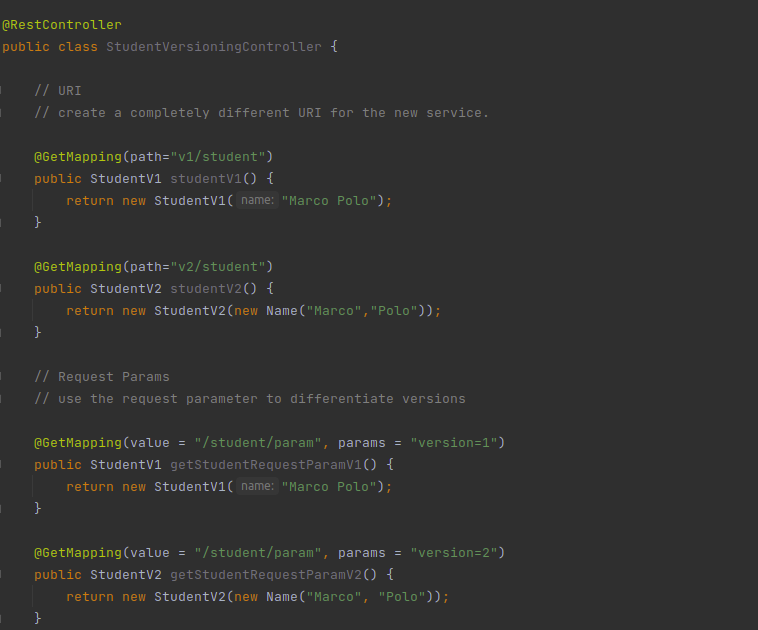 @RestController
public class StudentVersioningController {
// URI
// create a completely different URI for the new service.
@GetMapping(path="v1/student")
public StudentV1 studentV1() {
return new StudentV1( name: "Marco Polo");
}
@GetMapping(path="v2/student")
public StudentV2 studentV2() {
return new StudentV2(new Name("Marco","Polo"));
}
// Request Params
// use the request parameter to differentiate versions
@GetMapping(value = "/student/param", params = "version=1")
public StudentV1 getStudentRequestParamV1() {
return new StudentV1( name: "Marco Polo");
}
@GetMapping(value = "/student/param", params = "version=2")
public StudentV2 getStudentRequestParamV2() {
return new StudentV2(new Name("Marco", "Polo"));
}